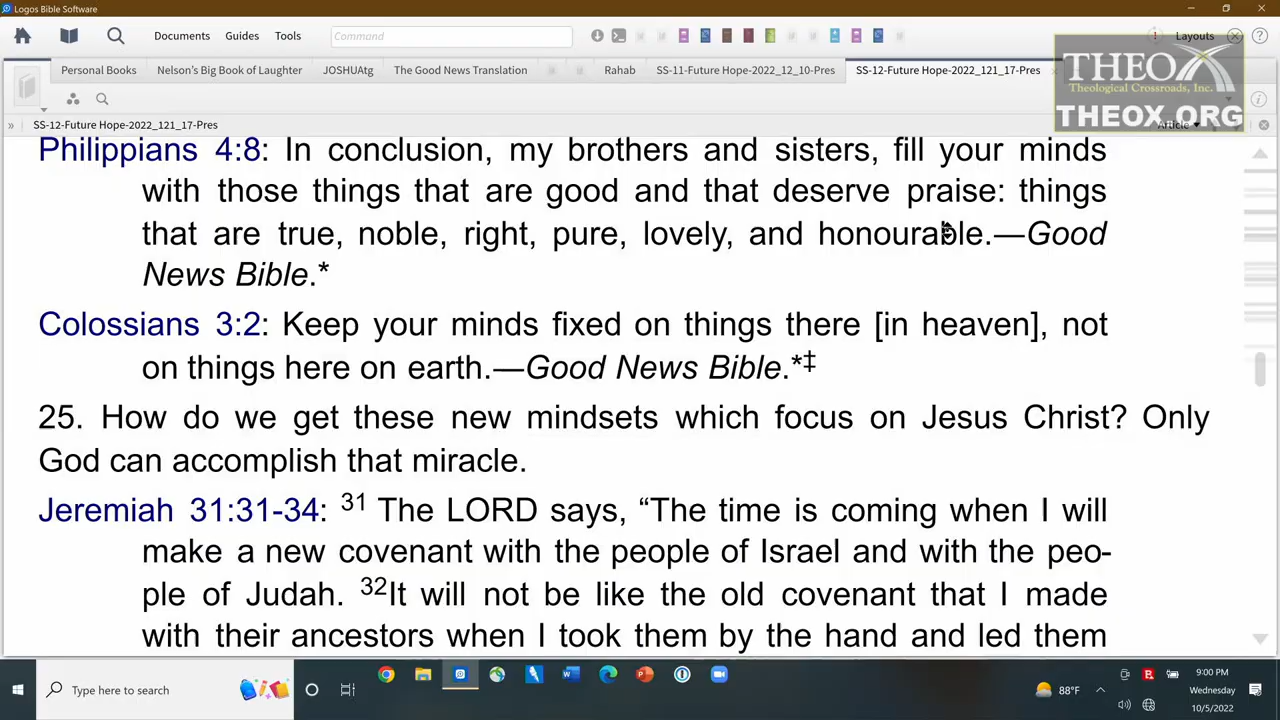 Logos Bible Software
Documents Guides Tools Command Layouts
Personal Books Nelson's Big Book of Laughter JOSHUAtg The Good News Translation Rahab SS-11-Future Hope-2022_12_10-Pres SS-12-Future Hope-2022_121_17-Pres
THEOX
Theological Crossroads, Inc.
THEOX.ORG
» SS-12-Future Hope-2022_121_17-Pres Article
Philippians 4:8: In conclusion, my brothers and sisters, fill your minds
with those things that are good and that deserve praise: things
that are true, noble, right, pure, lovely, and honourable.—Good
News Bible.*
Colossians 3:2: Keep your minds fixed on things there [in heaven], not
on things here on earth.—Good News Bible.*‡
25. How do we get these new mindsets which focus on Jesus Christ? Only
God can accomplish that miracle.
Jeremiah 31:31-34: 31 The LORD says, “The time is coming when I will
make a new covenant with the people of Israel and with the peo-
ple of Judah. 32It will not be like the old covenant that I made
with their ancestors when I took them by the hand and led them
Type here to search
88°F
9:00 PM
Wednesday
10/5/2022